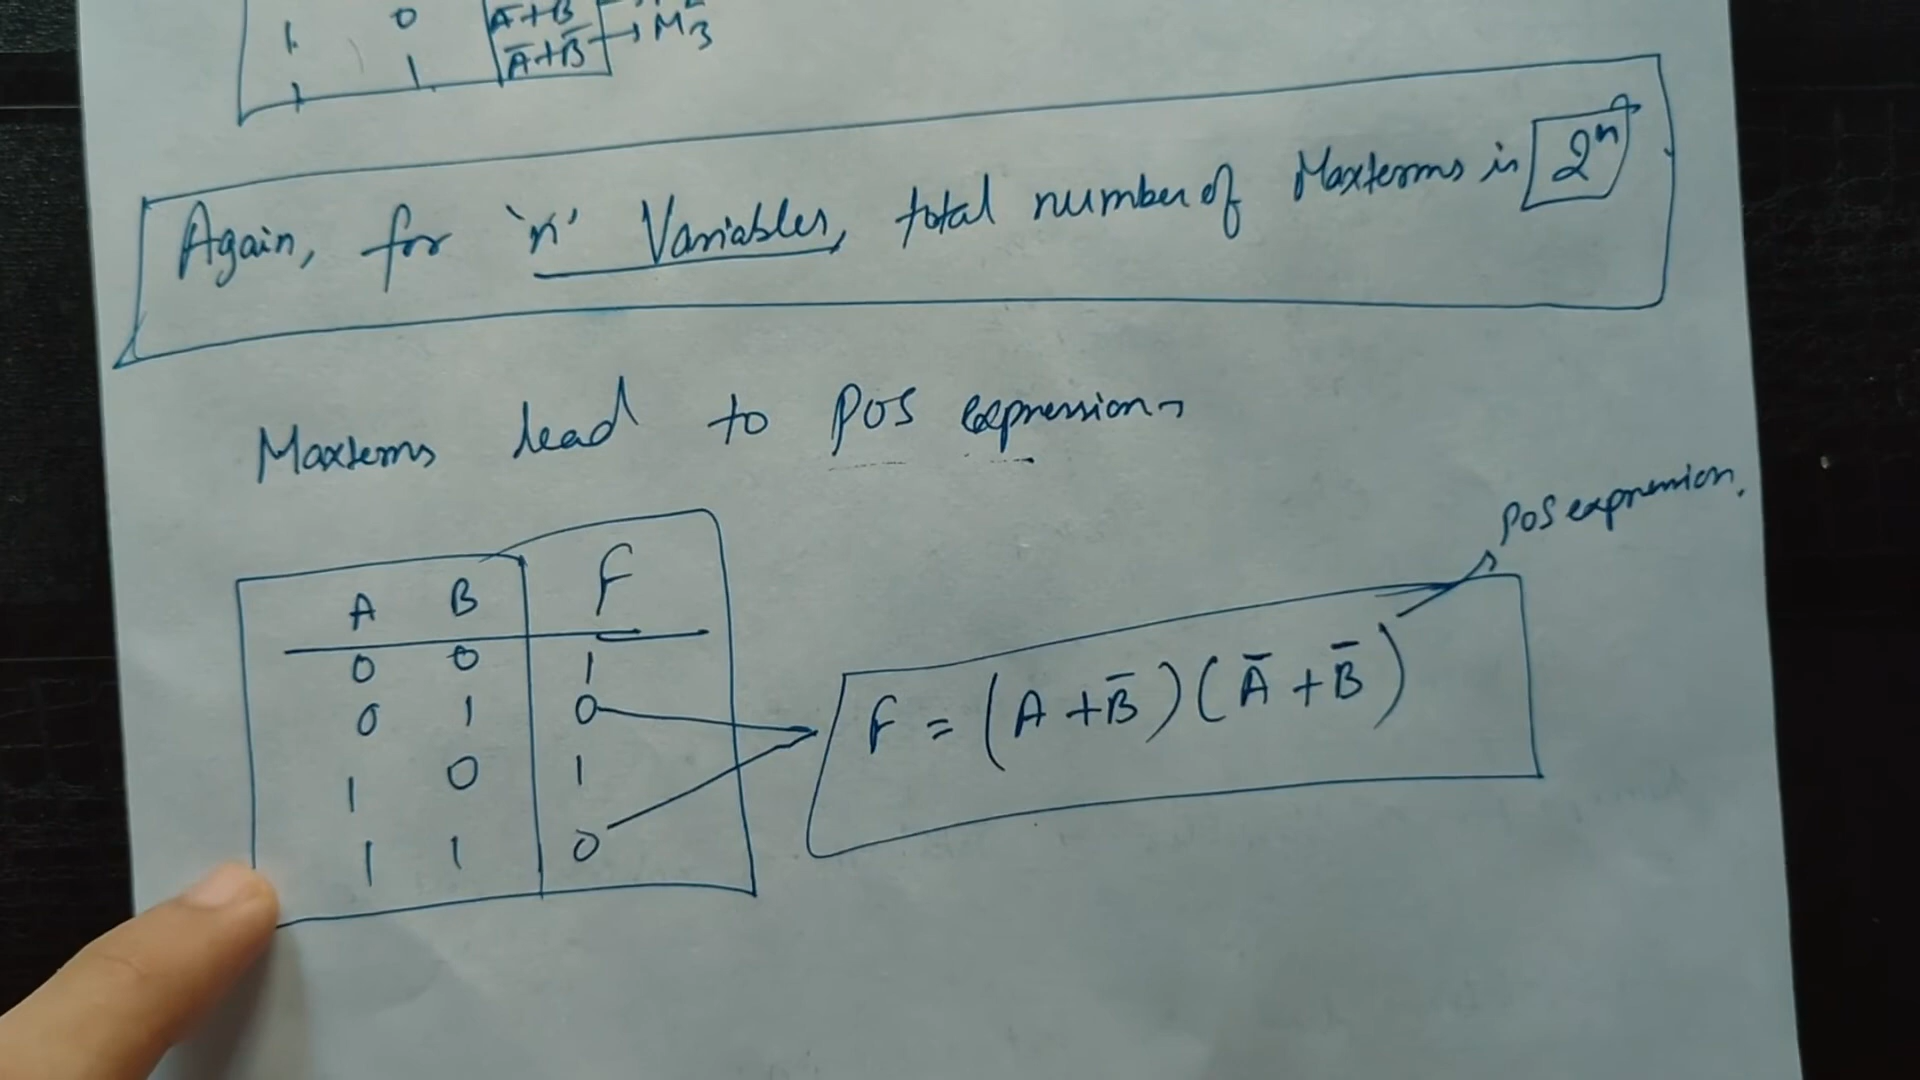 1 0 A̅+B
1 1 A̅+B̅ → M3
Again, for 'n' Variables, total number of Maxterms is 2ⁿ
Maxterms lead to POS expression
POS expression.
A B F
0 0 1
0 1 0
1 0 1
1 1 0
F = (A + B̅)(A̅ + B̅)